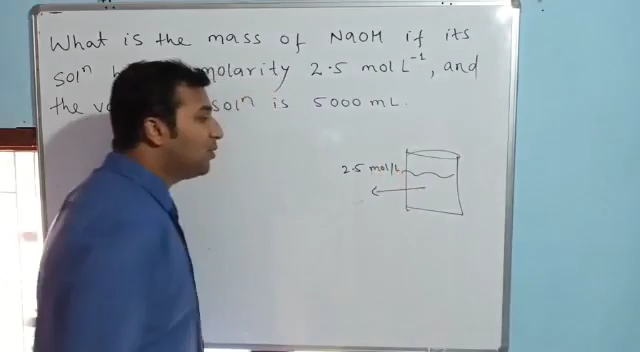 What is the mass of NaOH if its
solⁿ molarity 2.5 mol L⁻¹, and
the solⁿ is 5000 mL.
2.5 mol/L